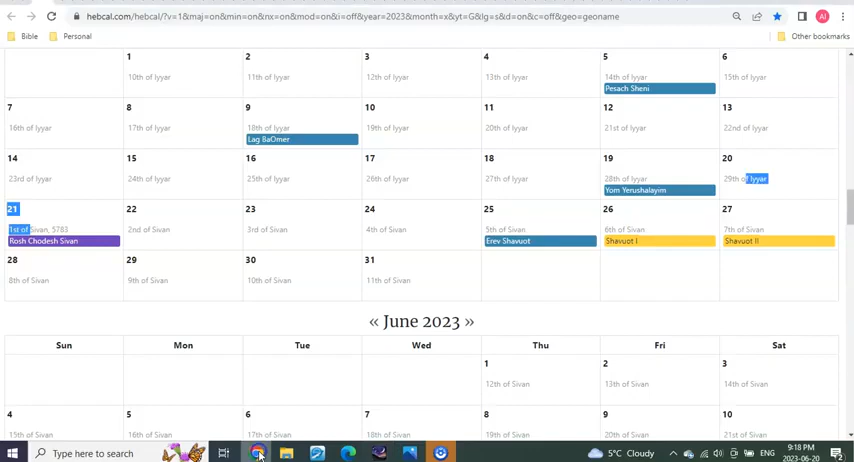 hebcal.com/hebcal/?v=1&maj=on&min=on&nx=on&mod=on&i=off&year=2023&month=x&yt=G&lg=s&d=on&c=off&geo=geoname
AI
Bible Personal Other bookmarks
1 2 3 4 5 6
10th of Iyyar 11th of Iyyar 12th of Iyyar 13th of Iyyar 14th of Iyyar 15th of Iyyar
Pesach Sheni
7 8 9 10 11 12 13
16th of Iyyar 17th of Iyyar 18th of Iyyar 19th of Iyyar 20th of Iyyar 21st of Iyyar 22nd of Iyyar
Lag BaOmer
14 15 16 17 18 19 20
23rd of Iyyar 24th of Iyyar 25th of Iyyar 26th of Iyyar 27th of Iyyar 28th of Iyyar 29th of Iyyar
Yom Yerushalayim
21 22 23 24 25 26 27
1st of Sivan, 5783 2nd of Sivan 3rd of Sivan 4th of Sivan 5th of Sivan 6th of Sivan 7th of Sivan
Rosh Chodesh Sivan Erev Shavuot Shavuot I Shavuot II
28 29 30 31
8th of Sivan 9th of Sivan 10th of Sivan 11th of Sivan
« June 2023 »
Sun Mon Tue Wed Thu Fri Sat
1 2 3
12th of Sivan 13th of Sivan 14th of Sivan
4 5 6 7 8 9 10
15th of Sivan 16th of Sivan 17th of Sivan 18th of Sivan 19th of Sivan 20th of Sivan 21st of Sivan
Type here to search 5°C Cloudy ENG 9:18 PM
2023-06-20 2